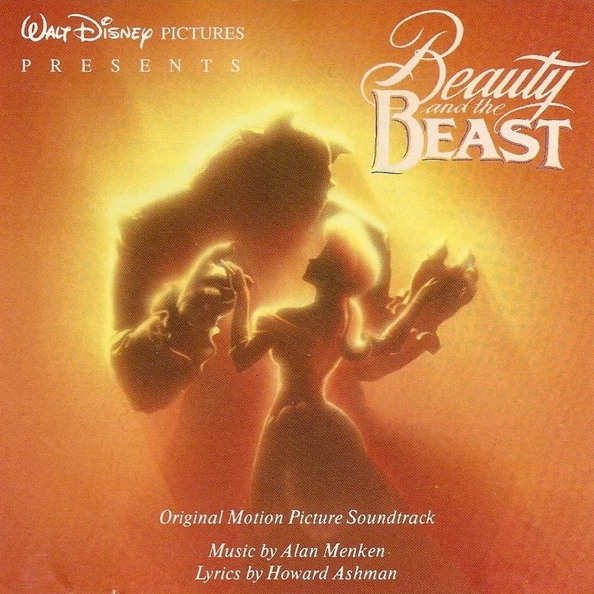 WALT DISNEY PICTURES
PRESENTS
Beauty
and the
BEAST
Original Motion Picture Soundtrack
Music by Alan Menken
Lyrics by Howard Ashman